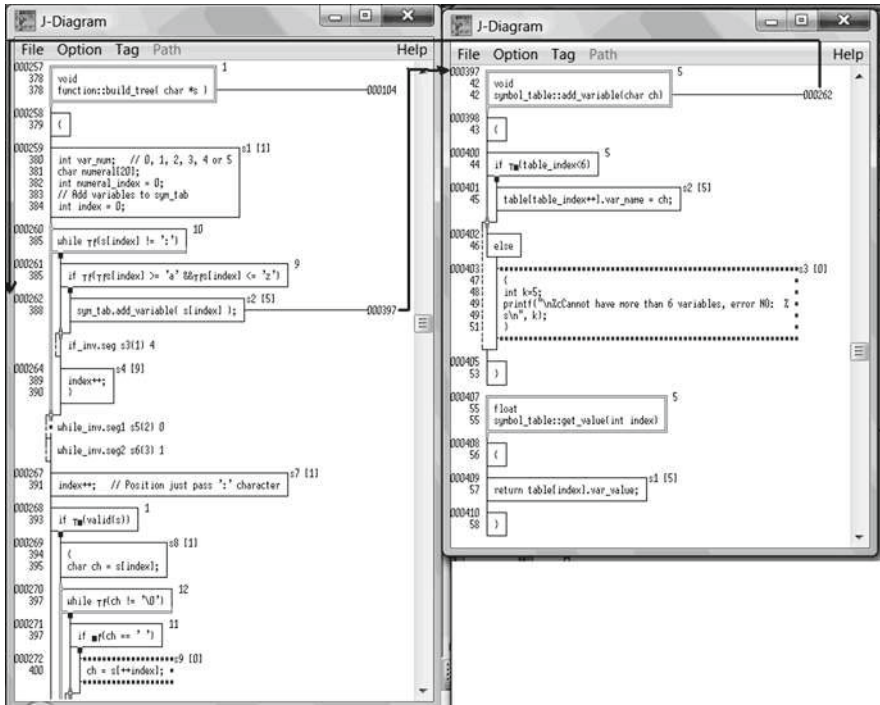 J-Diagram
File Option Tag Path Help
000257 1
378 void
378 function::build_tree( char *s ) 000104
000258
379 {
000259 s1 [1]
380 int var_num; // 0, 1, 2, 3, 4 or 5
381 char numeral[20];
382 int numeral_index = 0;
383 // Add variables to sym_tab
384 int index = 0;
000260 10
385 while TF(s[index] != ':')
000261 9
385 if TF(TFs[index] >= 'a' &&TFs[index] <= 'z')
000262 s2 [5]
388 sym_tab.add_variable( s[index] ); 000397
if_inv.seg s3(1) 4
000264 s4 [9]
389 index++;
390 }
while_inv.seg1 s5(2) 0
while_inv.seg2 s6(3) 1
000267 s7 [1]
391 index++; // Position just pass ':' character
000268 1
393 if T■(valid(s))
000269 s8 [1]
394 {
395 char ch = s[index];
000270 12
397 while TF(ch != '\0')
000271 11
397 if ■F(ch == ' ')
000272 s9 [0]
400 ch = s[++index];
J-Diagram
File Option Tag Path Help
000397 5
42 void
42 symbol_table::add_variable(char ch) 000262
000398
43 {
000400 5
44 if T■(table_index<6)
000401 s2 [5]
45 table[table_index++].var_name = ch;
000402
46 else
000403 s3 [0]
47 {
48 int k=5;
49 printf("\n%cCannot have more than 6 variables, error N0: %
49 s\n", k);
51 }
000405
53 }
000407 5
55 float
55 symbol_table::get_value(int index)
000408
56 {
000409 s1 [5]
57 return table[index].var_value;
000410
58 }